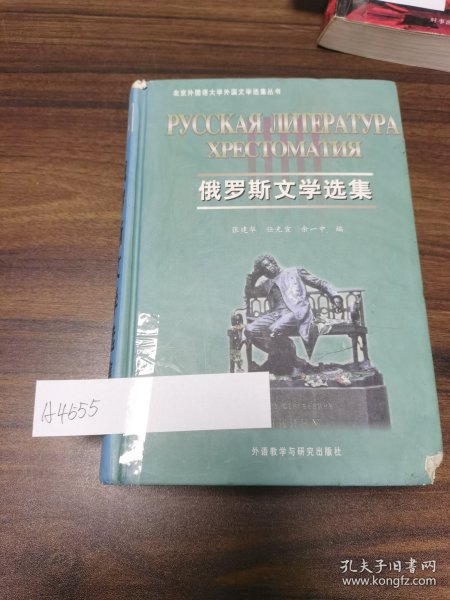 北京外国语大学外国文学选集丛书
РУССКАЯ ЛИТЕРАТУРА
ХРЕСТОМАТИЯ
俄罗斯文学选集
张建华 任光宣 余一中 编
A4655
外语教学与研究出版社
孔夫子旧书网
www.kongfz.com